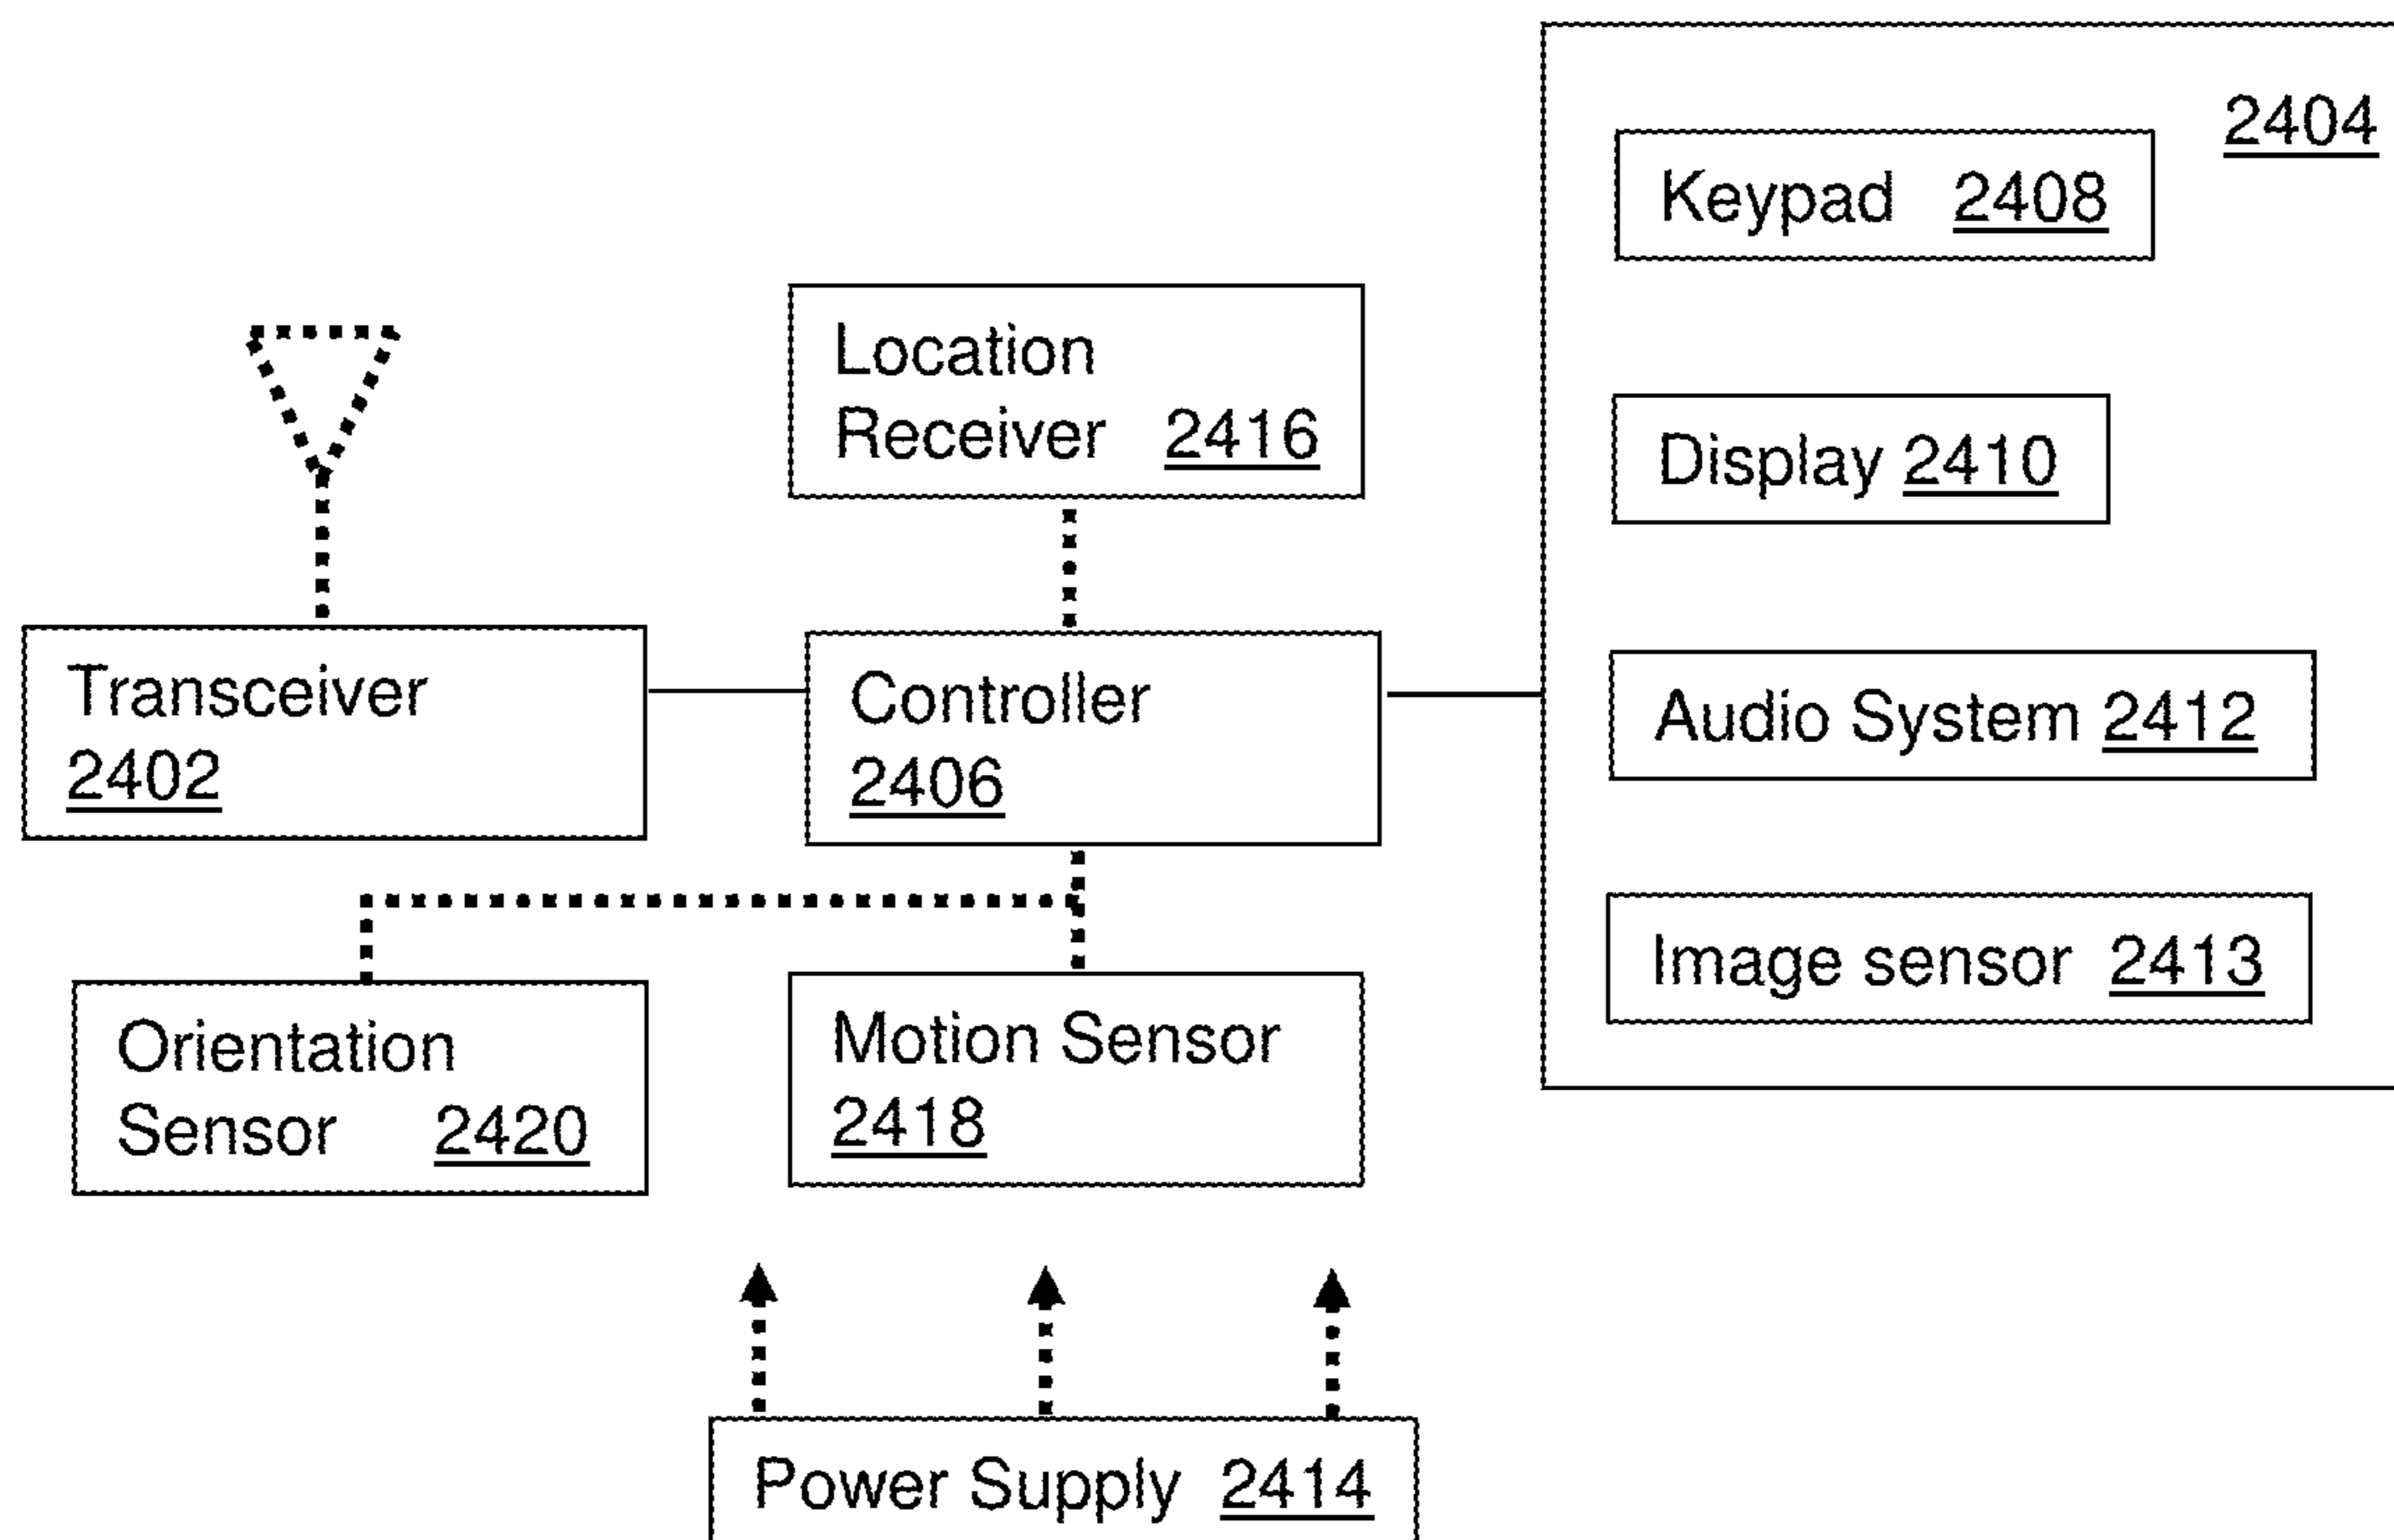 2404
Keypad 2408
Location
Receiver 2416
Display 2410
Transceiver
2402
Controller
2406
Audio System 2412
Image sensor 2413
Orientation
Sensor 2420
Motion Sensor
2418
Power Supply 2414